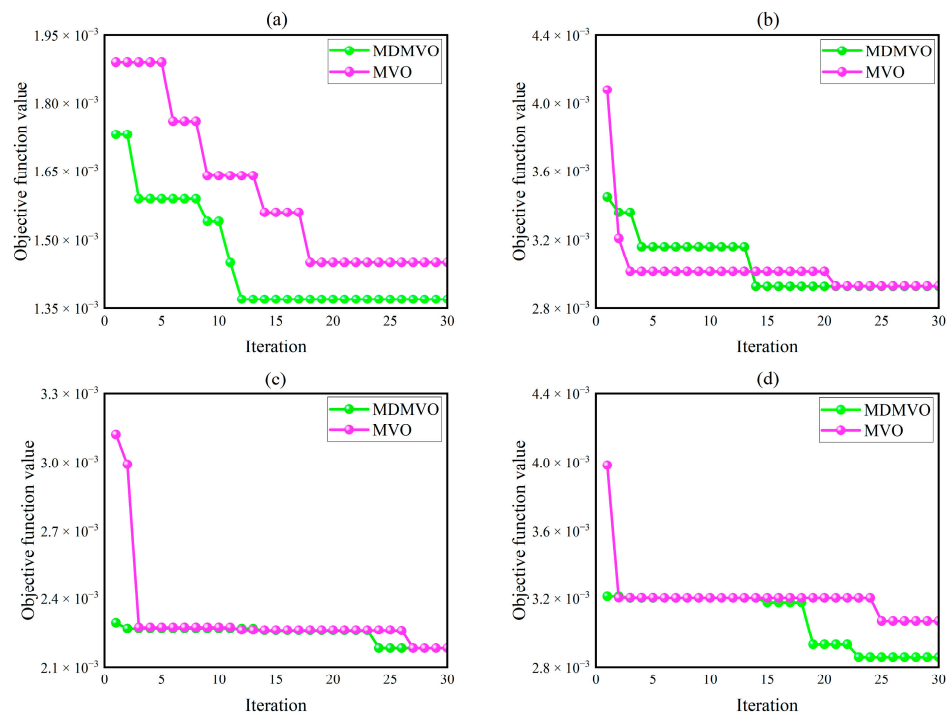 (a)
Objective function value
1.95 × 10⁻³
1.80 × 10⁻³
1.65 × 10⁻³
1.50 × 10⁻³
1.35 × 10⁻³
MDMVO
MVO
0 5 10 15 20 25 30
Iteration
(b)
Objective function value
4.4 × 10⁻³
4.0 × 10⁻³
3.6 × 10⁻³
3.2 × 10⁻³
2.8 × 10⁻³
MDMVO
MVO
0 5 10 15 20 25 30
Iteration
(c)
Objective function value
3.3 × 10⁻³
3.0 × 10⁻³
2.7 × 10⁻³
2.4 × 10⁻³
2.1 × 10⁻³
MDMVO
MVO
0 5 10 15 20 25 30
Iteration
(d)
Objective function value
4.4 × 10⁻³
4.0 × 10⁻³
3.6 × 10⁻³
3.2 × 10⁻³
2.8 × 10⁻³
MDMVO
MVO
0 5 10 15 20 25 30
Iteration